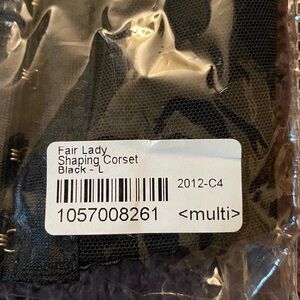 Fair Lady
Shaping Corset
Black - L
2012-C4
1057008261 <multi>